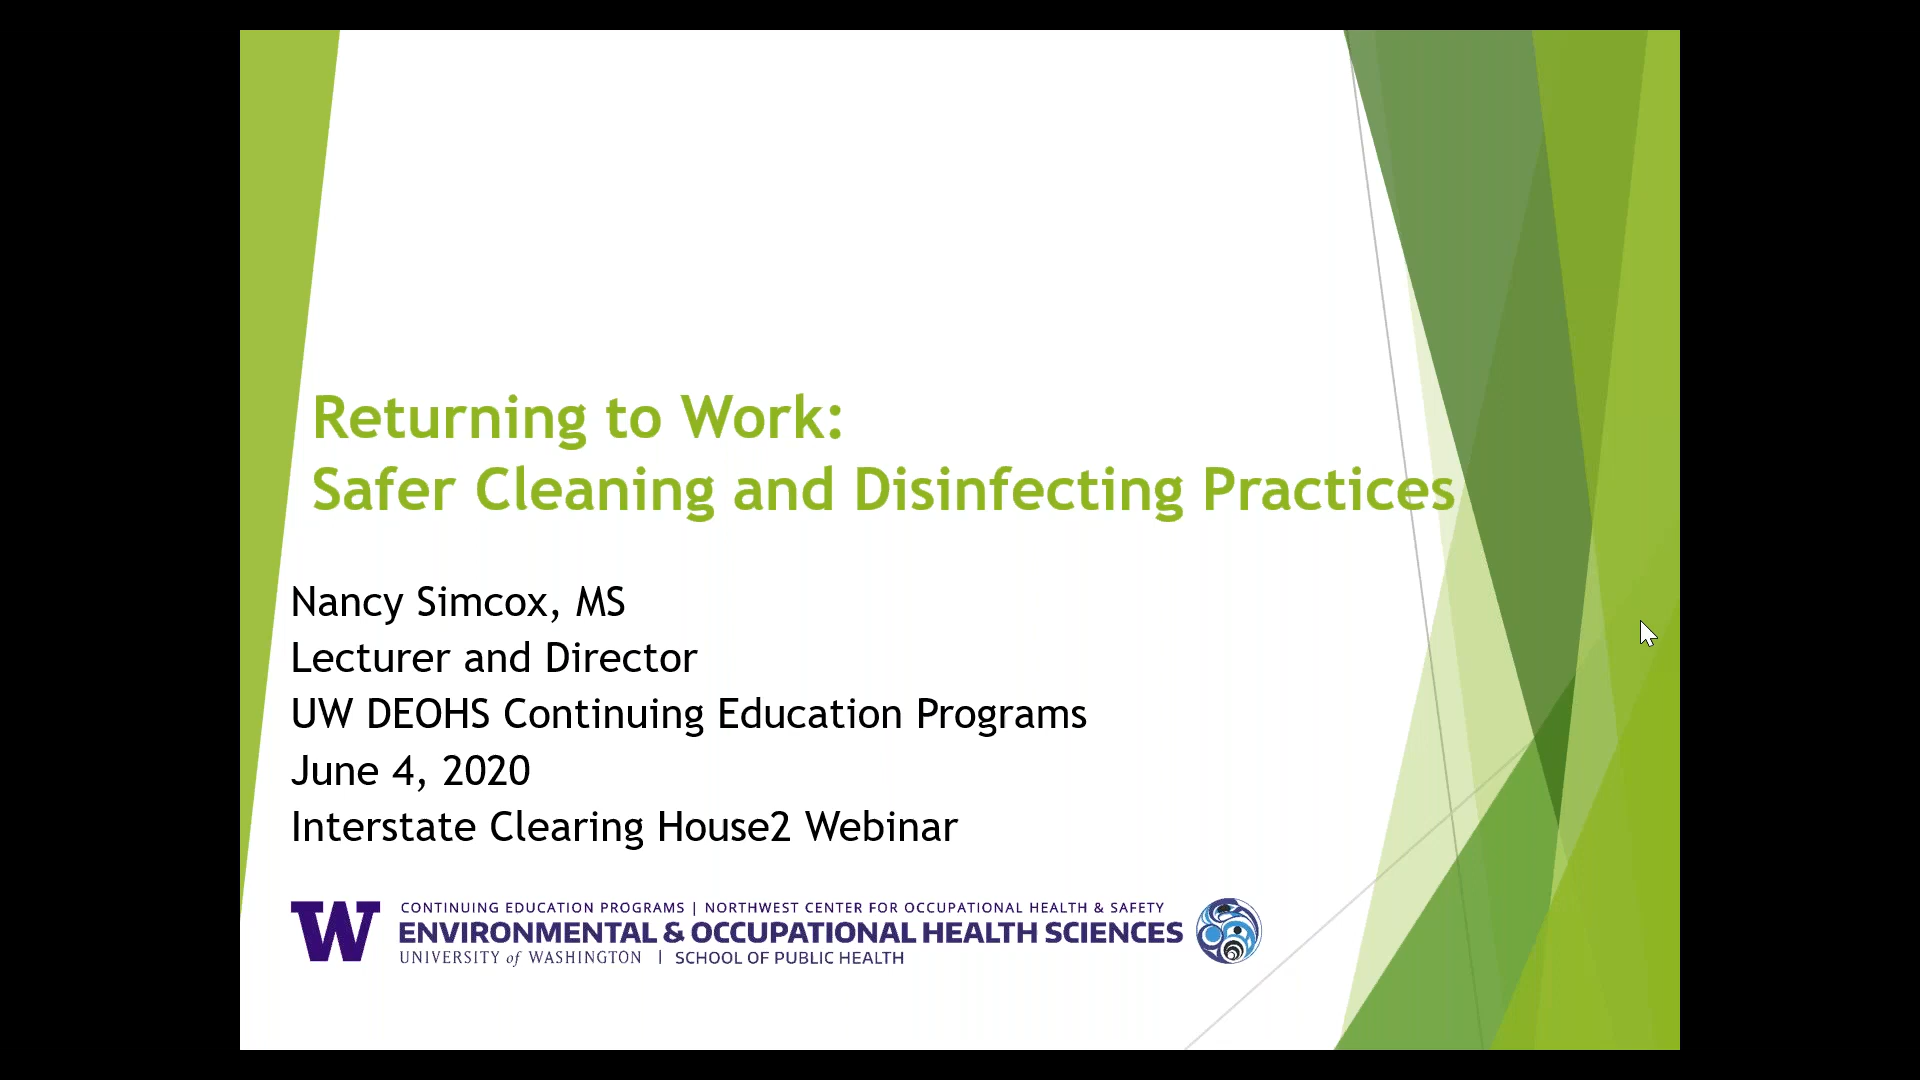 Returning to Work:
Safer Cleaning and Disinfecting Practices
Nancy Simcox, MS
Lecturer and Director
UW DEOHS Continuing Education Programs
June 4, 2020
Interstate Clearing House2 Webinar
W
CONTINUING EDUCATION PROGRAMS | NORTHWEST CENTER FOR OCCUPATIONAL HEALTH & SAFETY
ENVIRONMENTAL & OCCUPATIONAL HEALTH SCIENCES
UNIVERSITY of WASHINGTON | SCHOOL OF PUBLIC HEALTH